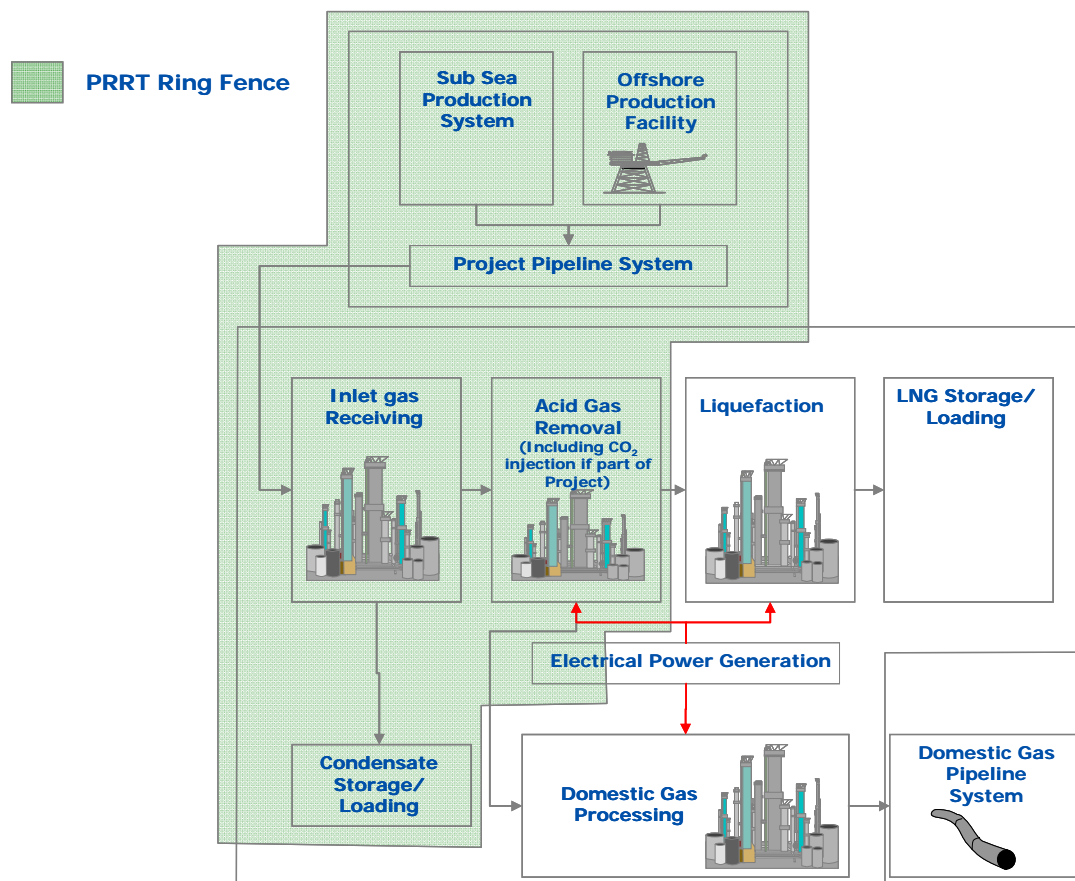 PRRT Ring Fence
Sub Sea
Production
System
Offshore
Production
Facility
Project Pipeline System
Inlet gas
Receiving
Acid Gas
Removal
(Including CO₂
injection if part of
Project)
Liquefaction
LNG Storage/
Loading
Electrical Power Generation
Condensate
Storage/
Loading
Domestic Gas
Processing
Domestic Gas
Pipeline
System